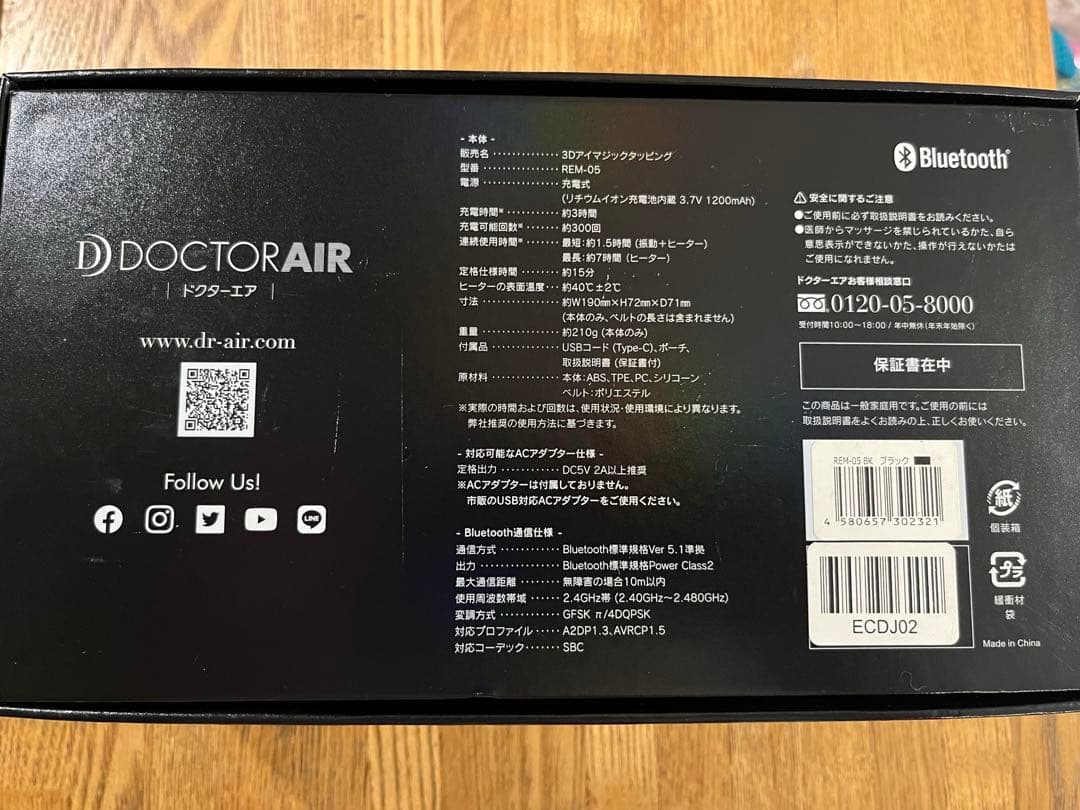 DOCTORAIR
ドクターエア
www.dr-air.com
Follow Us!
LINE
- 本体 -
販売名 ············· 3Dアイマジックタッピング
型番 ················ REM-05
電源 ················ 充電式
(リチウムイオン充電池内蔵 3.7V 1200mAh)
充電時間※ ·········· 約3時間
充電可能回数※ ······ 約300回
連続使用時間※ ······ 最短:約1.5時間 (振動+ヒーター)
最長:約7時間 (ヒーター)
定格仕様時間 ······· 約15分
ヒーターの表面温度 ··· 約40℃±2℃
寸法 ················ 約W190㎜×H72㎜×D71㎜
(本体のみ、ベルトの長さは含まれません)
重量 ················ 約210g (本体のみ)
付属品 ············· USBコード (Type-C)、ポーチ、
取扱説明書 (保証書付)
原材料 ············· 本体:ABS、TPE、PC、シリコーン
ベルト:ポリエステル
※実際の時間および回数は、使用状況・使用環境により異なります。
弊社推奨の使用方法に基づきます。
- 対応可能なACアダプター仕様 -
定格出力 ··········· DC5V 2A以上推奨
※ACアダプターは付属しておりません。
市販のUSB対応ACアダプターをご使用ください。
- Bluetooth通信仕様 -
通信方式 ··········· Bluetooth標準規格Ver 5.1準拠
出力 ················ Bluetooth標準規格Power Class2
最大通信距離 ······· 無障害の場合10m以内
使用周波数帯域 ····· 2.4GHz帯 (2.40GHz～2.480GHz)
変調方式 ··········· GFSK π/4DQPSK
対応プロファイル ····· A2DP1.3、AVRCP1.5
対応コーデック ······· SBC
Bluetooth®
⚠ 安全に関するご注意
●ご使用前に必ず取扱説明書をお読みください。
●医師からマッサージを禁じられているかた、自ら
意思表示ができないかた、操作が行えないかたは
ご使用になれません。
ドクターエアお客様相談窓口
0120-05-8000
受付時間10:00～18:00 / 年中無休(年末年始除く)
保証書在中
この商品は一般家庭用です。ご使用の前には
取扱説明書をよくお読みの上、正しくお使いください。
REM-05 BK ブラック
4 580657 302321
ECDJ02
紙
個装箱
プラ
緩衝材
袋
Made in China